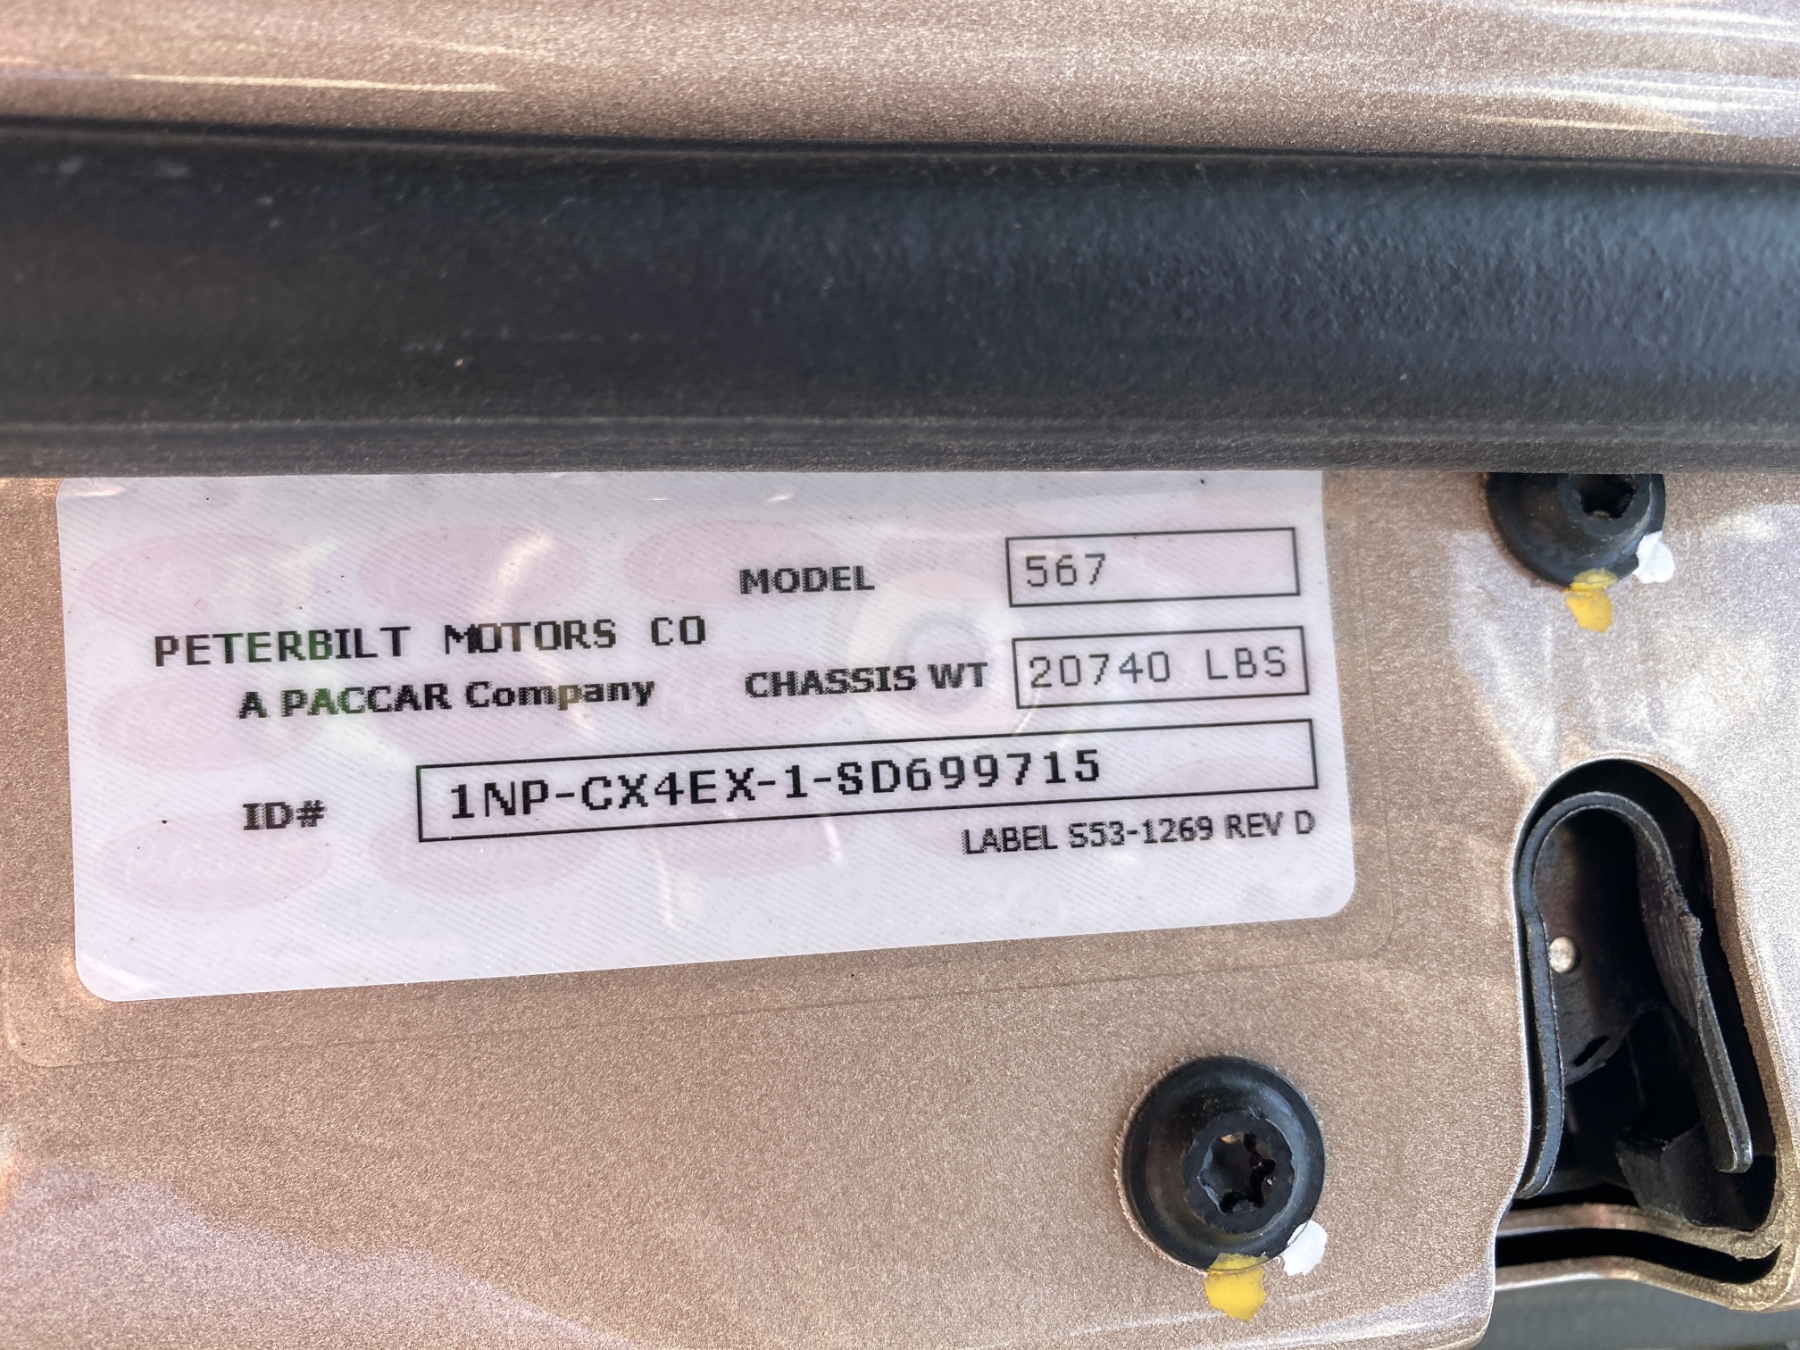 MODEL 567
PETERBILT MOTORS CO
A PACCAR Company
CHASSIS WT 20740 LBS
ID# 1NP-CX4EX-1-SD699715
LABEL S53-1269 REV D